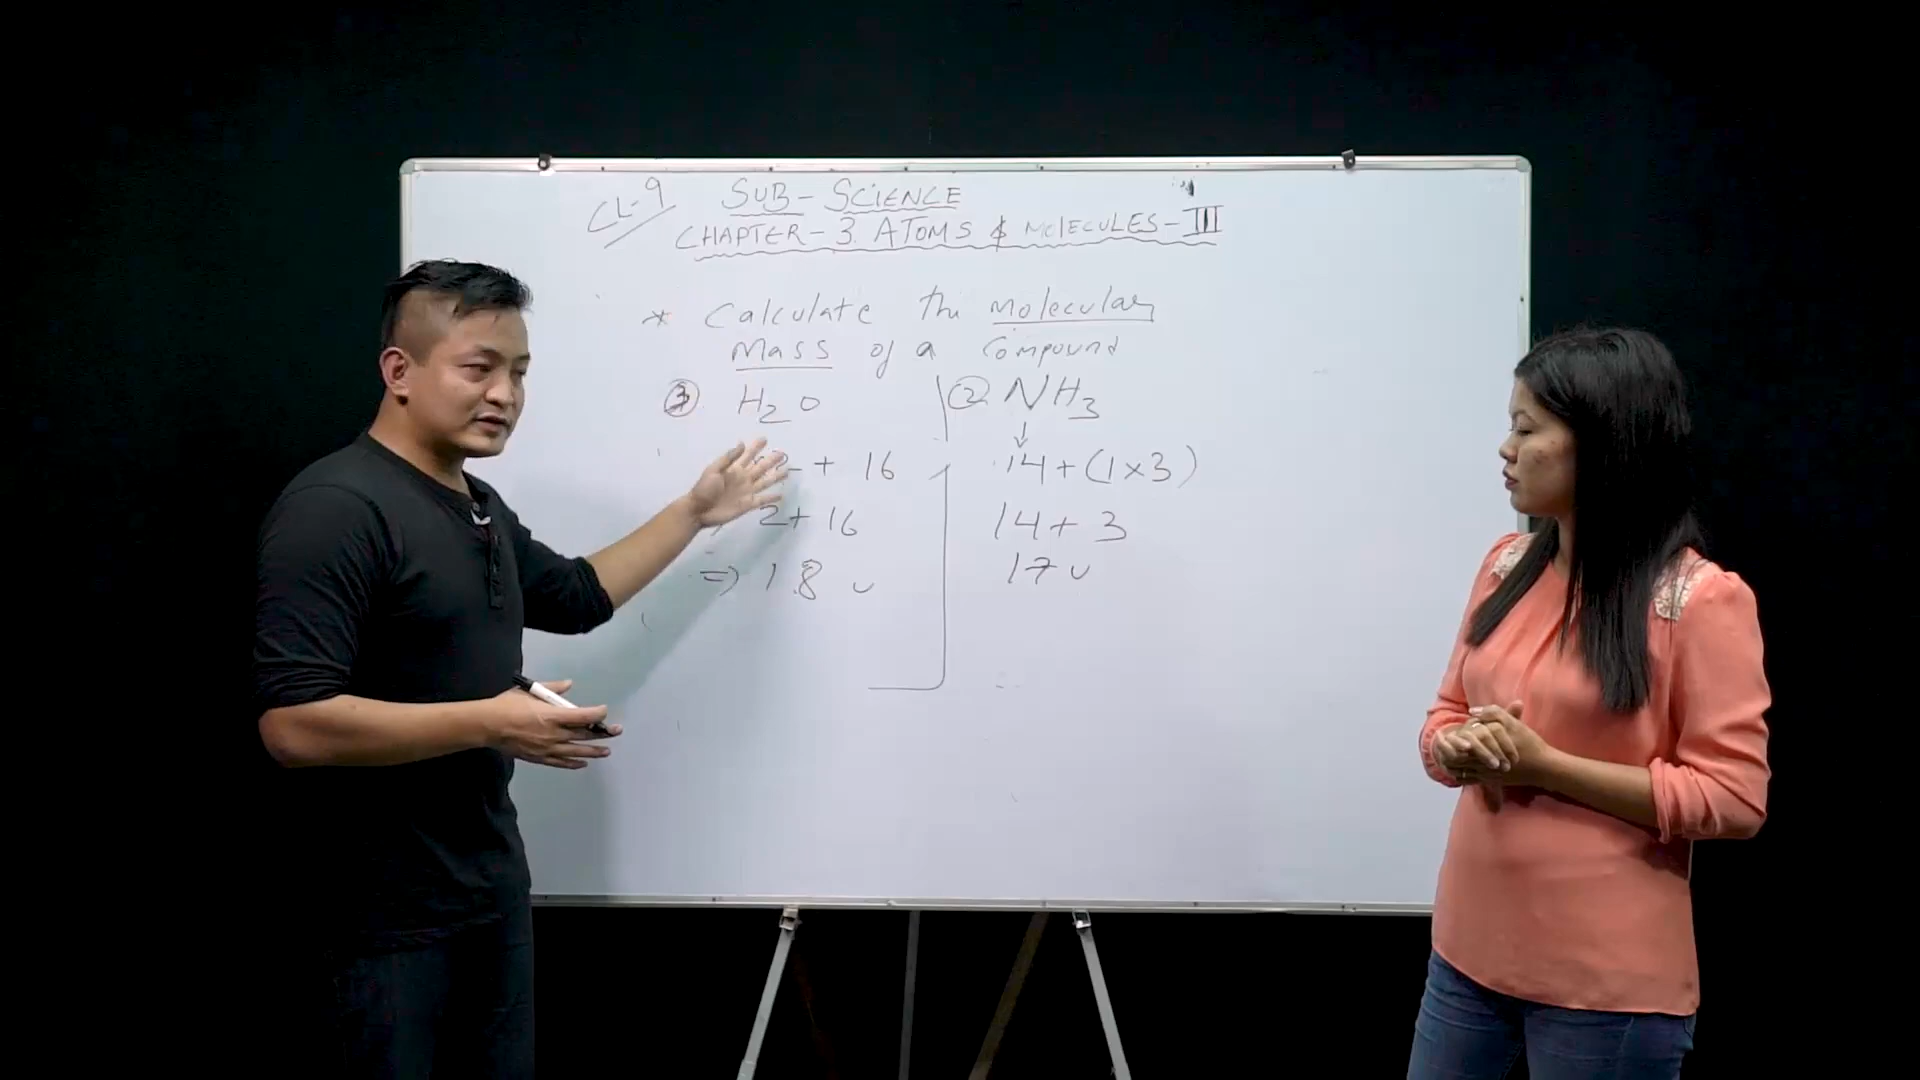 CL-9
SUB-SCIENCE
CHAPTER-3. ATOMS & MOLECULES-III
* Calculate the Molecular
Mass of a Compound
③ H₂O
+ 16
2+ 16
=> 18 u
② NH₃
↓
14+(1×3)
14+ 3
17 u